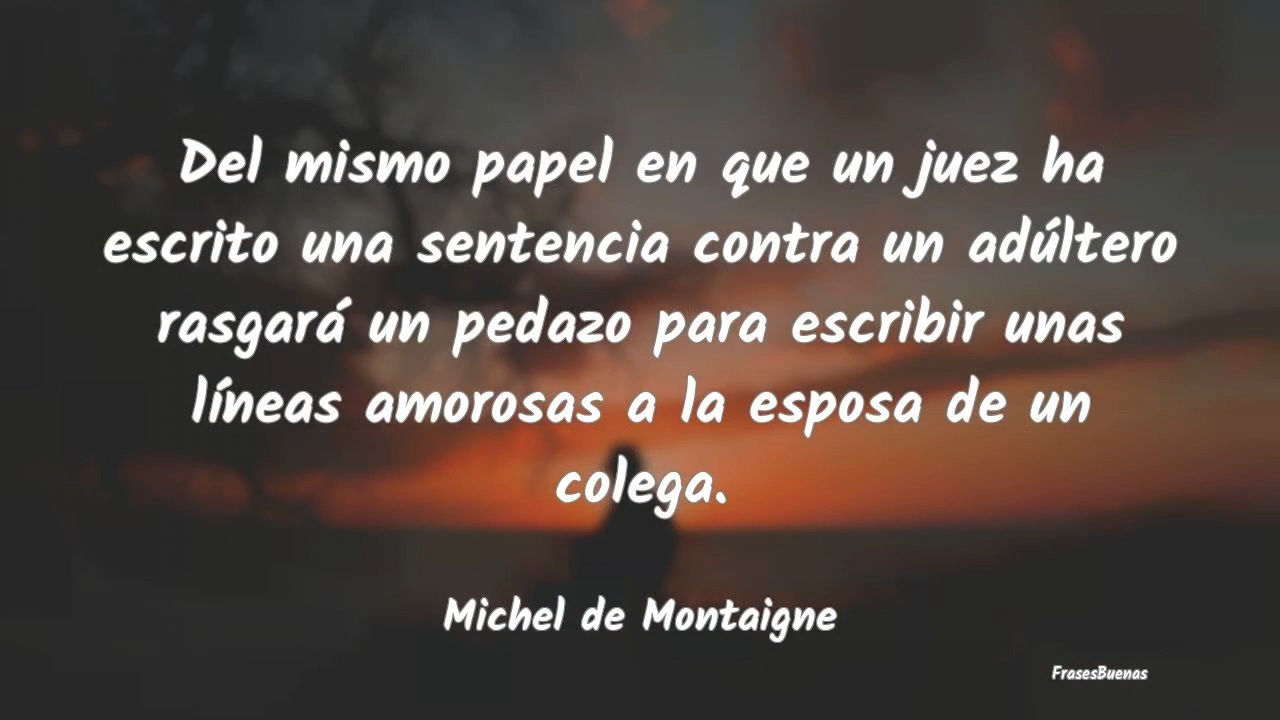 Del mismo papel en que un juez ha
escrito una sentencia contra un adúltero
rasgará un pedazo para escribir unas
líneas amorosas a la esposa de un
colega.
Michel de Montaigne
FrasesBuenas